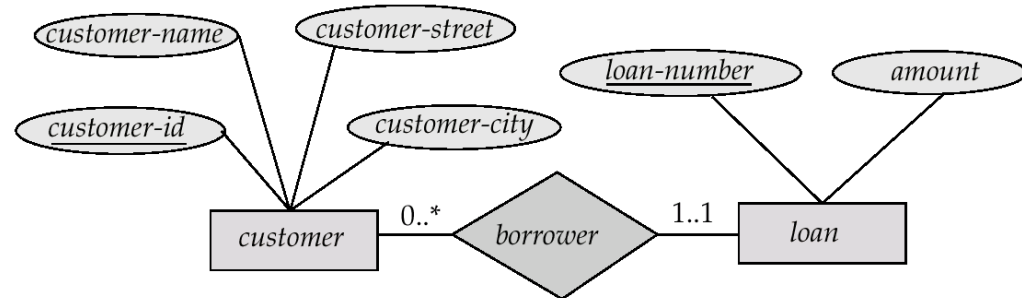 customer-name
customer-street
customer-id
customer-city
loan-number
amount
customer
0..*
borrower
1..1
loan